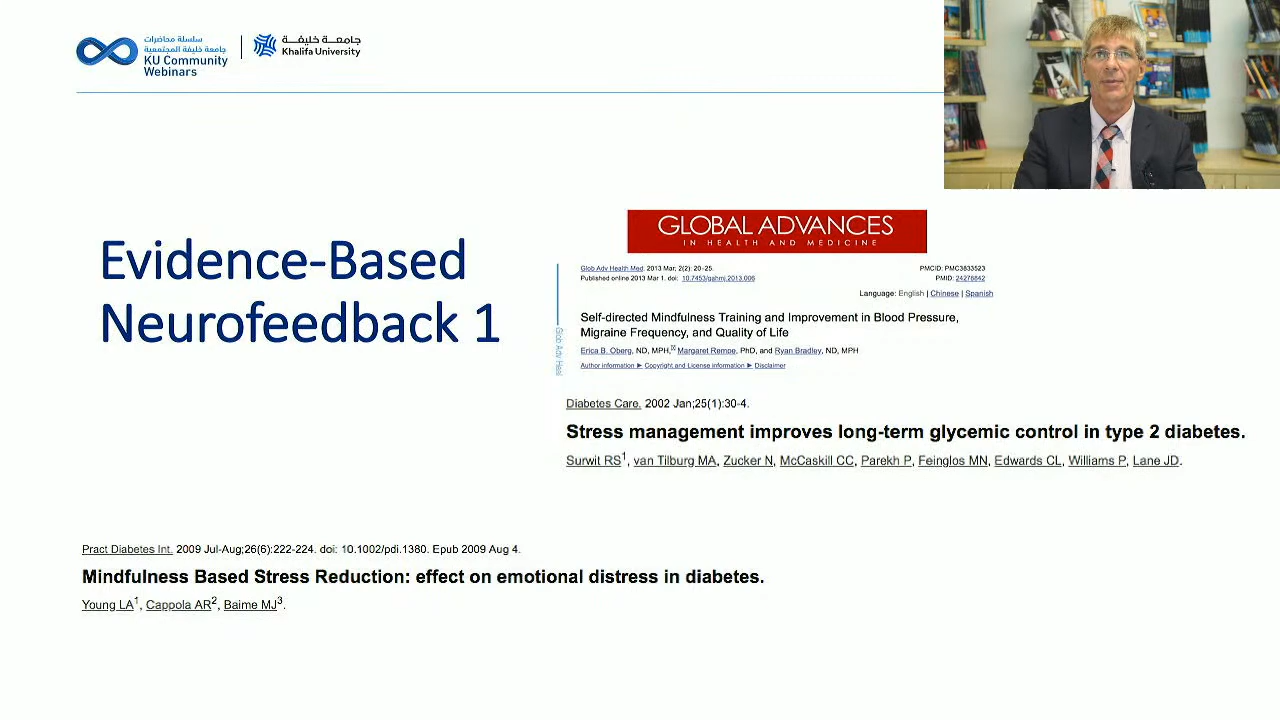 سلسلة محاضرات
جامعة خليفة المجتمعية
KU Community
Webinars
جامعـــة خليفـــة
Khalifa University
Evidence-Based
Neurofeedback 1
GLOBAL ADVANCES
IN HEALTH AND MEDICINE
Glob Adv Health Med. 2013 Mar; 2(2): 20–25.
PMCID: PMC3833523
Published online 2013 Mar 1. doi: 10.7453/gahmj.2013.006
PMID: 24278842
Language: English | Chinese | Spanish
Self-directed Mindfulness Training and Improvement in Blood Pressure,
Migraine Frequency, and Quality of Life
Erica B. Oberg, ND, MPH, Margaret Rempe, PhD, and Ryan Bradley, ND, MPH
Author information ► Copyright and License information ► Disclaimer
Glob Adv Heal
Diabetes Care. 2002 Jan;25(1):30-4.
Stress management improves long-term glycemic control in type 2 diabetes.
Surwit RS1, van Tilburg MA, Zucker N, McCaskill CC, Parekh P, Feinglos MN, Edwards CL, Williams P, Lane JD.
Pract Diabetes Int. 2009 Jul-Aug;26(6):222-224. doi: 10.1002/pdi.1380. Epub 2009 Aug 4.
Mindfulness Based Stress Reduction: effect on emotional distress in diabetes.
Young LA1, Cappola AR2, Baime MJ3.